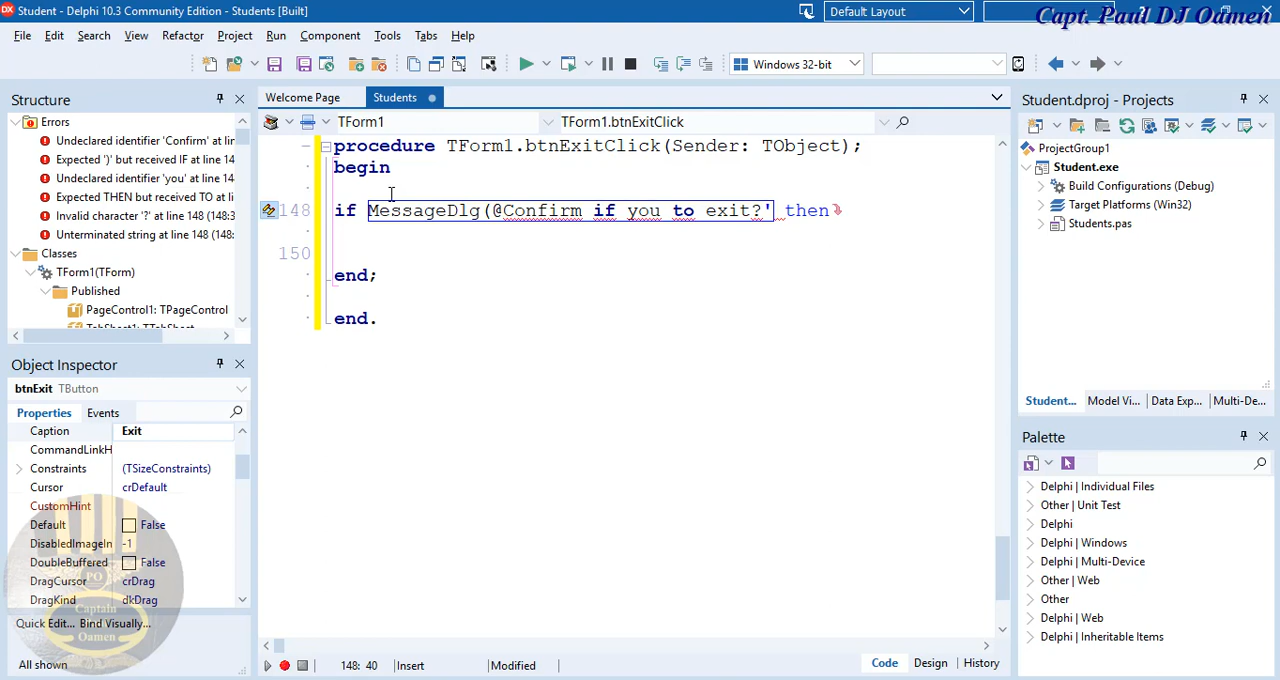 Student - Delphi 10.3 Community Edition - Students [Built]
Default Layout
Capt. Paul DJ Oamen
File Edit Search View Refactor Project Run Component Tools Tabs Help
Windows 32-bit
Structure
Errors
Undeclared identifier 'Confirm' at lin
Expected ')' but received IF at line 14
Undeclared identifier 'you' at line 14
Expected THEN but received TO at lin
Invalid character '?' at line 148 (148:3
Unterminated string at line 148 (148:
Classes
TForm1(TForm)
Published
PageControl1: TPageControl
Object Inspector
btnExit TButton
Properties Events
Caption Exit
CommandLinkH
Constraints (TSizeConstraints)
Cursor crDefault
CustomHint
Default False
DisabledImageIn -1
DoubleBuffered False
DragCursor crDrag
DragKind dkDrag
Quick Edit... Bind Visually...
All shown
PO
Captain
Paul
Oamen
Welcome Page Students
TForm1 TForm1.btnExitClick
procedure TForm1.btnExitClick(Sender: TObject);
begin
148 if MessageDlg(@Confirm if you to exit?' then
150
end;
end.
148: 40 Insert Modified Code Design History
Student.dproj - Projects
ProjectGroup1
Student.exe
Build Configurations (Debug)
Target Platforms (Win32)
Students.pas
Student... Model Vi... Data Exp... Multi-De...
Palette
Delphi | Individual Files
Other | Unit Test
Delphi
Delphi | Windows
Delphi | Multi-Device
Other | Web
Other
Delphi | Web
Delphi | Inheritable Items